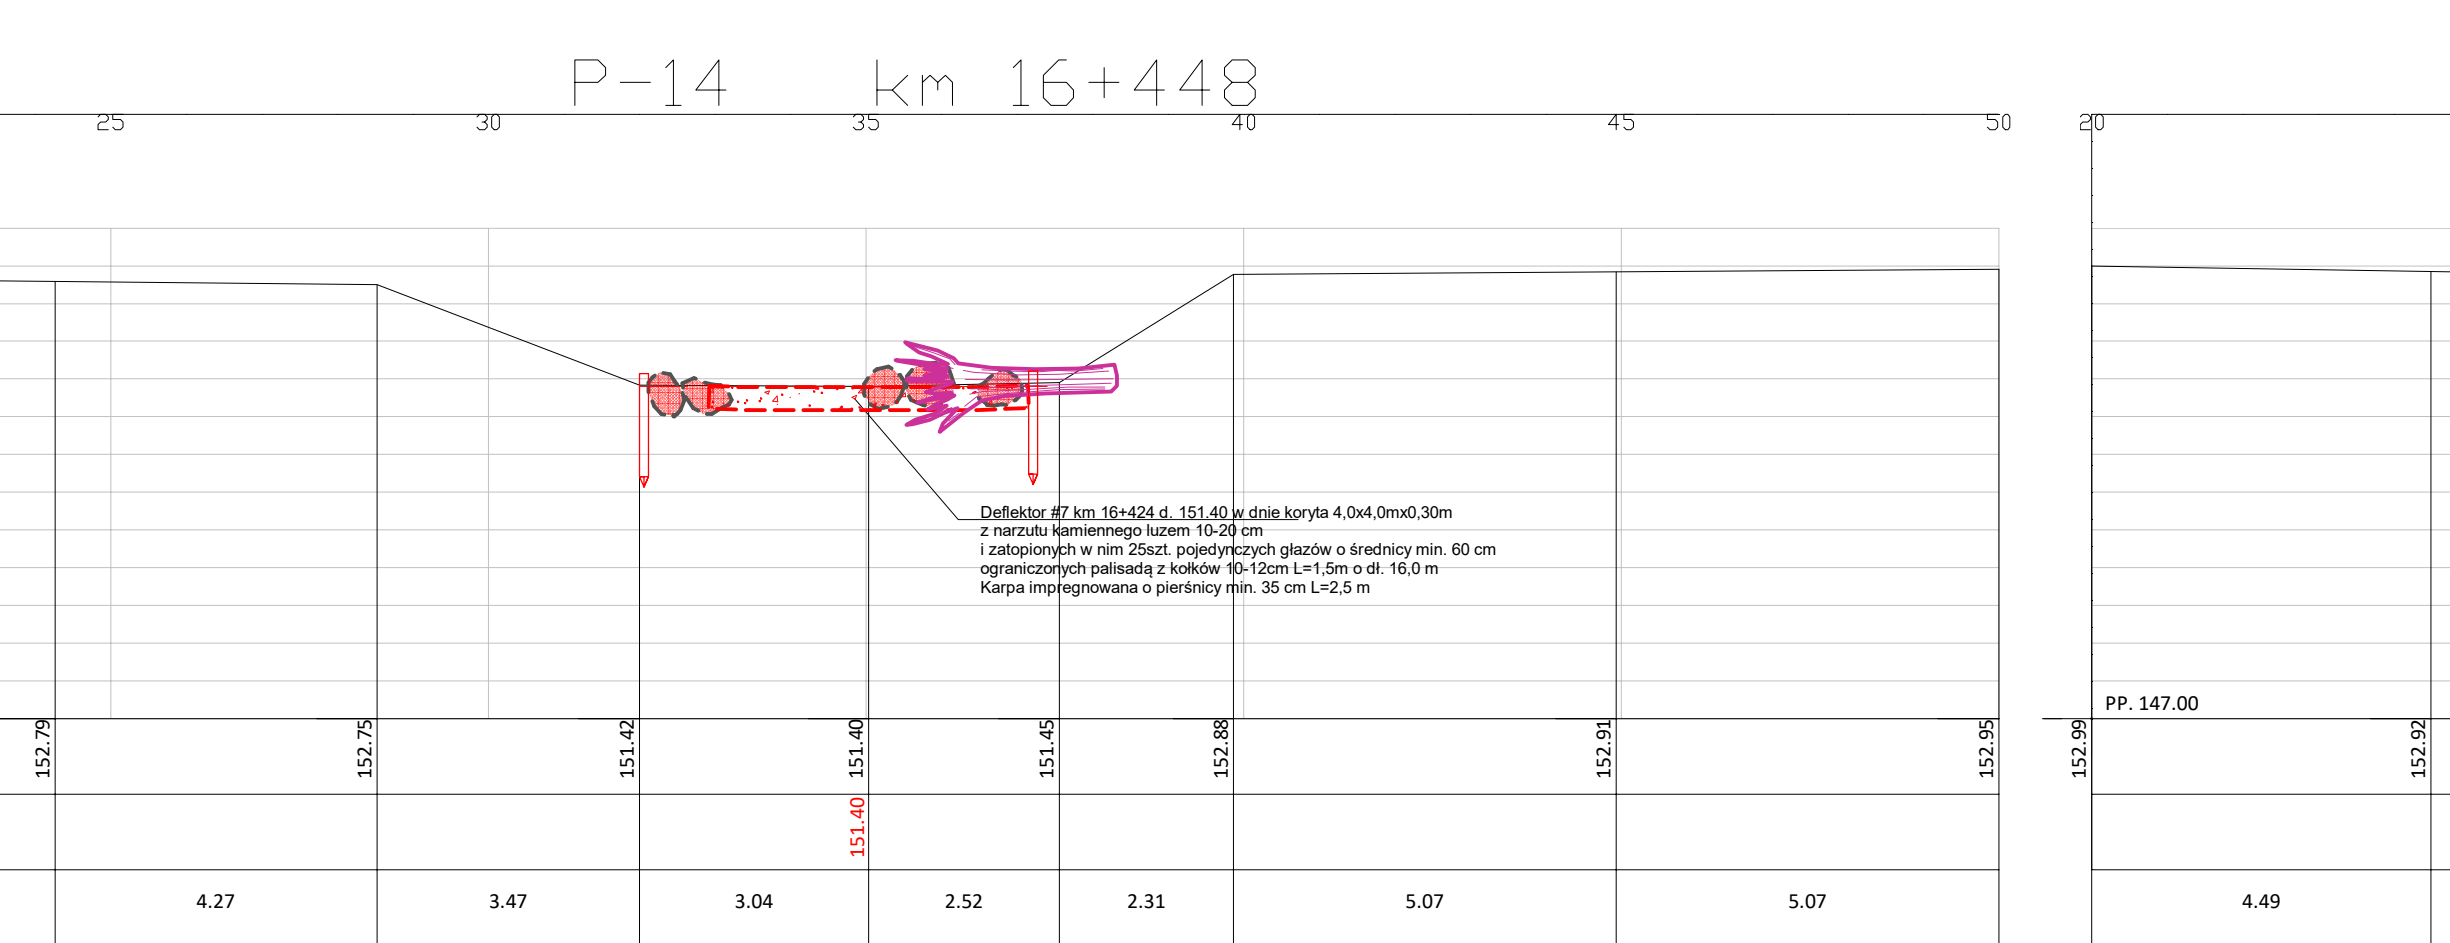 P-14 km 16+448
25 30 35 40 45 50 20
Deflektor #7 km 16+424 d. 151.40 w dnie koryta 4,0x4,0mx0,30m
z narzutu kamiennego luzem 10-20 cm
i zatopionych w nim 25szt. pojedynczych głazów o średnicy min. 60 cm
ograniczonych palisadą z kołków 10-12cm L=1,5m o dł. 16,0 m
Karpa impregnowana o pierśnicy min. 35 cm L=2,5 m
PP. 147.00
152.79 152.75 151.42 151.40 151.45 152.88 152.91 152.95 152.99 152.92
151.40
4.27 3.47 3.04 2.52 2.31 5.07 5.07 4.49